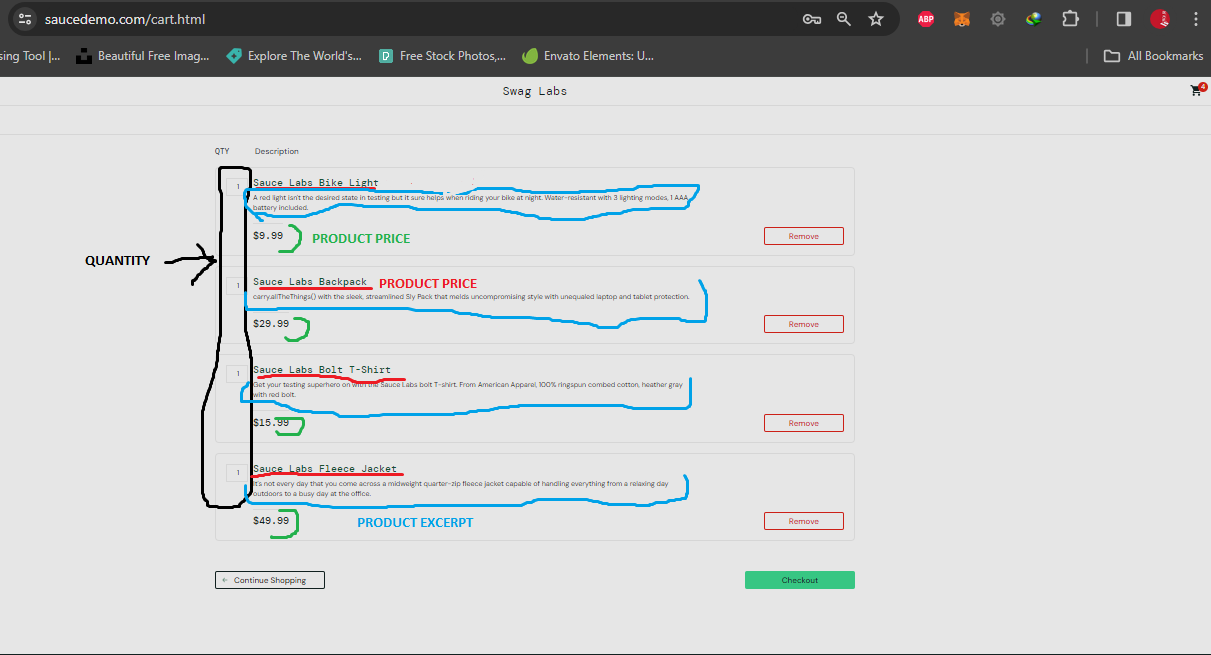 saucedemo.com/cart.html
ABP
sing Tool |... Beautiful Free Imag... Explore The World's... Free Stock Photos,... Envato Elements: U... All Bookmarks
Swag Labs
4
QTY Description
1 Sauce Labs Bike Light
A red light isn't the desired state in testing but it sure helps when riding your bike at night. Water-resistant with 3 lighting modes, 1 AAA
battery included.
$9.99 PRODUCT PRICE Remove
QUANTITY
1 Sauce Labs Backpack PRODUCT PRICE
carry.allTheThings() with the sleek, streamlined Sly Pack that melds uncompromising style with unequaled laptop and tablet protection.
$29.99 Remove
1 Sauce Labs Bolt T-Shirt
Get your testing superhero on with the Sauce Labs bolt T-shirt. From American Apparel, 100% ringspun combed cotton, heather gray
with red bolt.
$15.99 Remove
1 Sauce Labs Fleece Jacket
It's not every day that you come across a midweight quarter-zip fleece jacket capable of handling everything from a relaxing day
outdoors to a busy day at the office.
$49.99 PRODUCT EXCERPT Remove
← Continue Shopping Checkout